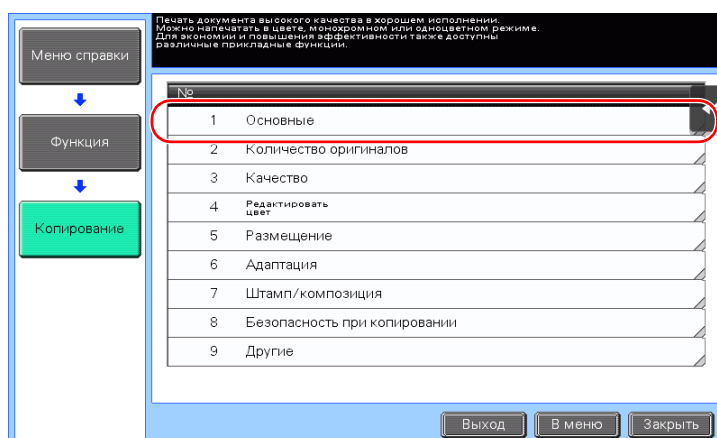 Печать документа высокого качества в хорошем исполнении.
Можно напечатать в цвете, монохромном или одноцветном режиме.
Для экономии и повышения эффективности также доступны
различные прикладные функции.
Меню справки
Функция
Копирование
№
1 Основные
2 Количество оригиналов
3 Качество
4 Редактировать
цвет
5 Размещение
6 Адаптация
7 Штамп/композиция
8 Безопасность при копировании
9 Другие
Выход В меню Закрыть